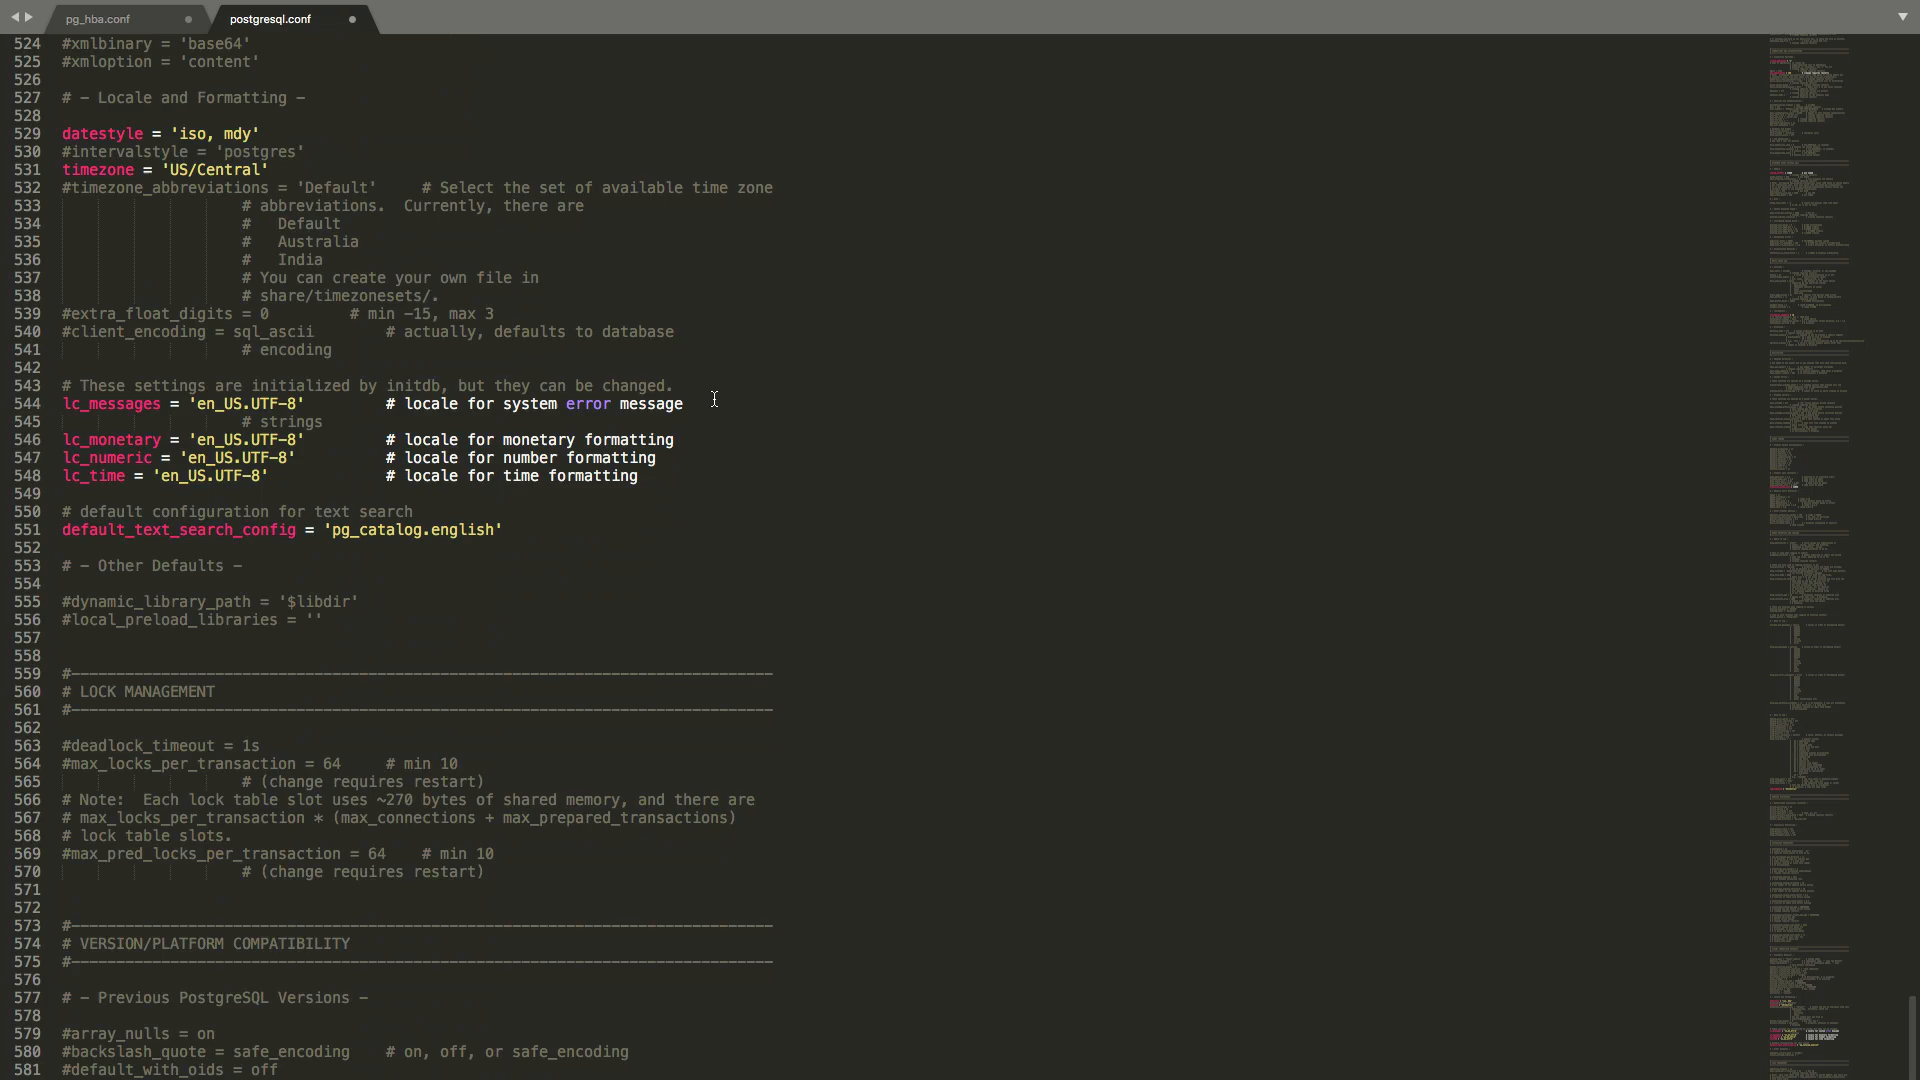 pg_hba.conf
postgresql.conf
524 #xmlbinary = 'base64'
525 #xmloption = 'content'
526
527 # - Locale and Formatting -
528
529 datestyle = 'iso, mdy'
530 #intervalstyle = 'postgres'
531 timezone = 'US/Central'
532 #timezone_abbreviations = 'Default'     # Select the set of available time zone
533                     # abbreviations.  Currently, there are
534                     #   Default
535                     #   Australia
536                     #   India
537                     # You can create your own file in
538                     # share/timezonesets/.
539 #extra_float_digits = 0         # min -15, max 3
540 #client_encoding = sql_ascii        # actually, defaults to database
541                     # encoding
542
543 # These settings are initialized by initdb, but they can be changed.
544 lc_messages = 'en_US.UTF-8'         # locale for system error message
545                     # strings
546 lc_monetary = 'en_US.UTF-8'         # locale for monetary formatting
547 lc_numeric = 'en_US.UTF-8'          # locale for number formatting
548 lc_time = 'en_US.UTF-8'             # locale for time formatting
549
550 # default configuration for text search
551 default_text_search_config = 'pg_catalog.english'
552
553 # - Other Defaults -
554
555 #dynamic_library_path = '$libdir'
556 #local_preload_libraries = ''
557
558
559 #------------------------------------------------------------------------------
560 # LOCK MANAGEMENT
561 #------------------------------------------------------------------------------
562
563 #deadlock_timeout = 1s
564 #max_locks_per_transaction = 64     # min 10
565                     # (change requires restart)
566 # Note:  Each lock table slot uses ~270 bytes of shared memory, and there are
567 # max_locks_per_transaction * (max_connections + max_prepared_transactions)
568 # lock table slots.
569 #max_pred_locks_per_transaction = 64    # min 10
570                     # (change requires restart)
571
572
573 #------------------------------------------------------------------------------
574 # VERSION/PLATFORM COMPATIBILITY
575 #------------------------------------------------------------------------------
576
577 # - Previous PostgreSQL Versions -
578
579 #array_nulls = on
580 #backslash_quote = safe_encoding    # on, off, or safe_encoding
581 #default_with_oids = off